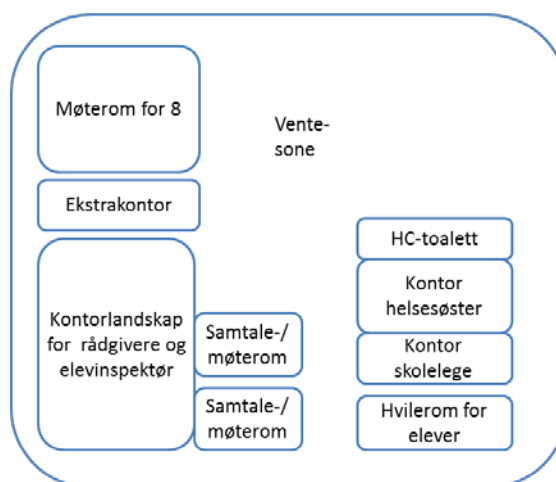 Møterom for 8
Vente-
sone
Ekstrakontor
HC-toalett
Kontor
helsesøster
Kontorlandskap
for rådgivere og
elevinspektør
Samtale-/
møterom
Kontor
skolelege
Samtale-/
møterom
Hvilerom for
elever